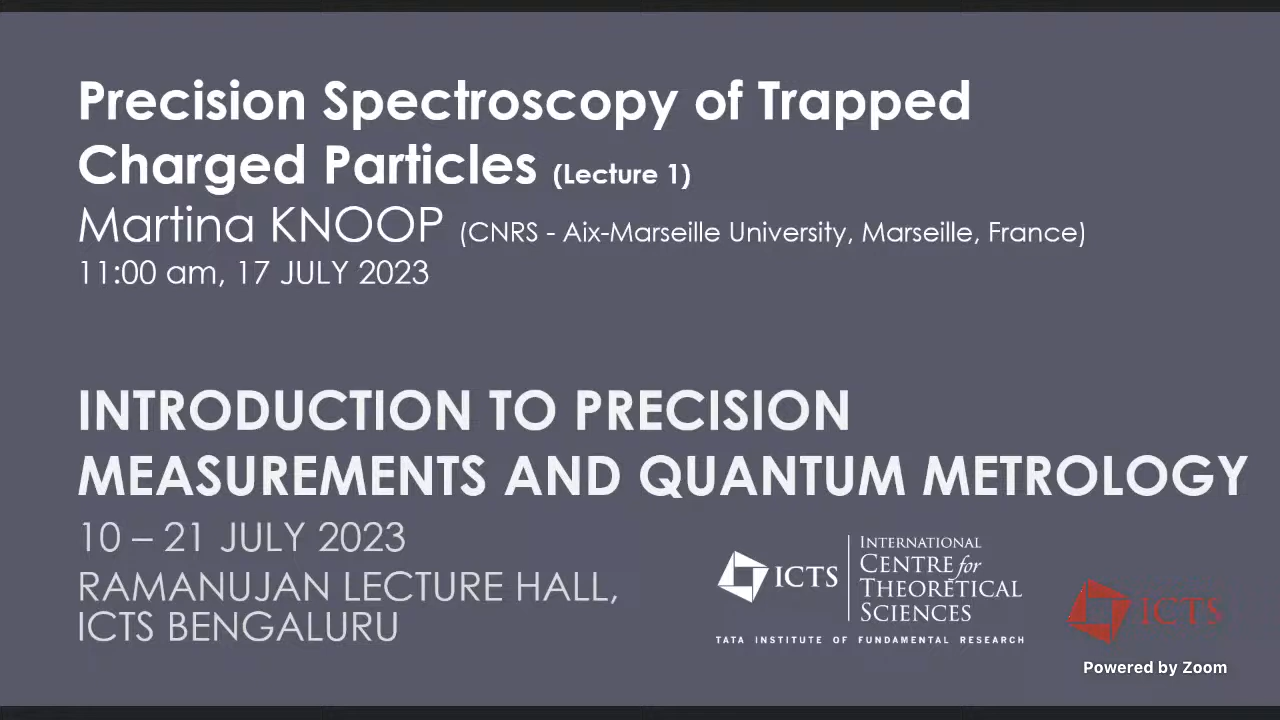 Precision Spectroscopy of Trapped
Charged Particles (Lecture 1)
Martina KNOOP (CNRS - Aix-Marseille University, Marseille, France)
11:00 am, 17 JULY 2023
INTRODUCTION TO PRECISION
MEASUREMENTS AND QUANTUM METROLOGY
10 – 21 JULY 2023
RAMANUJAN LECTURE HALL,
ICTS BENGALURU
ICTS
INTERNATIONAL
CENTRE for
THEORETICAL
SCIENCES
TATA INSTITUTE OF FUNDAMENTAL RESEARCH
ICTS
Powered by Zoom